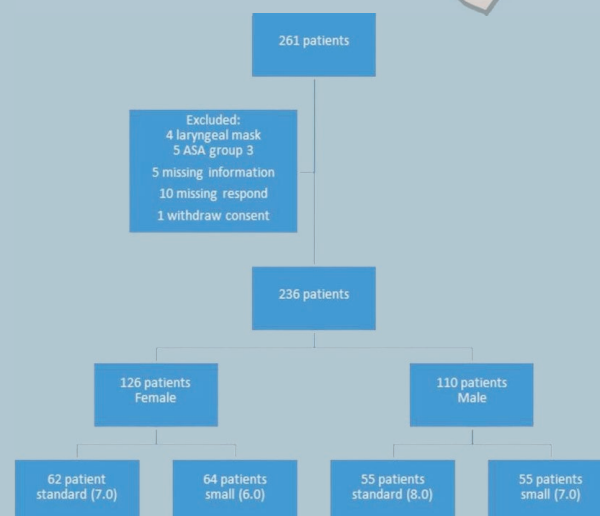 261 patients
Excluded:
4 laryngeal mask
5 ASA group 3
5 missing information
10 missing respond
1 withdraw consent
236 patients
126 patients
Female
110 patients
Male
62 patient
standard (7.0)
64 patients
small (6.0)
55 patients
standard (8.0)
55 patients
small (7.0)